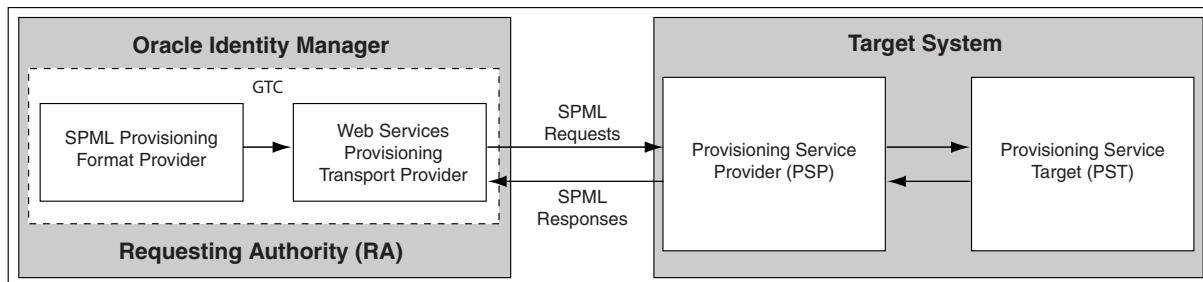 Oracle Identity Manager
GTC
SPML Provisioning
Format Provider
Web Services
Provisioning
Transport Provider
Requesting Authority (RA)
SPML
Requests
SPML
Responses
Target System
Provisioning Service
Provider (PSP)
Provisioning Service
Target (PST)